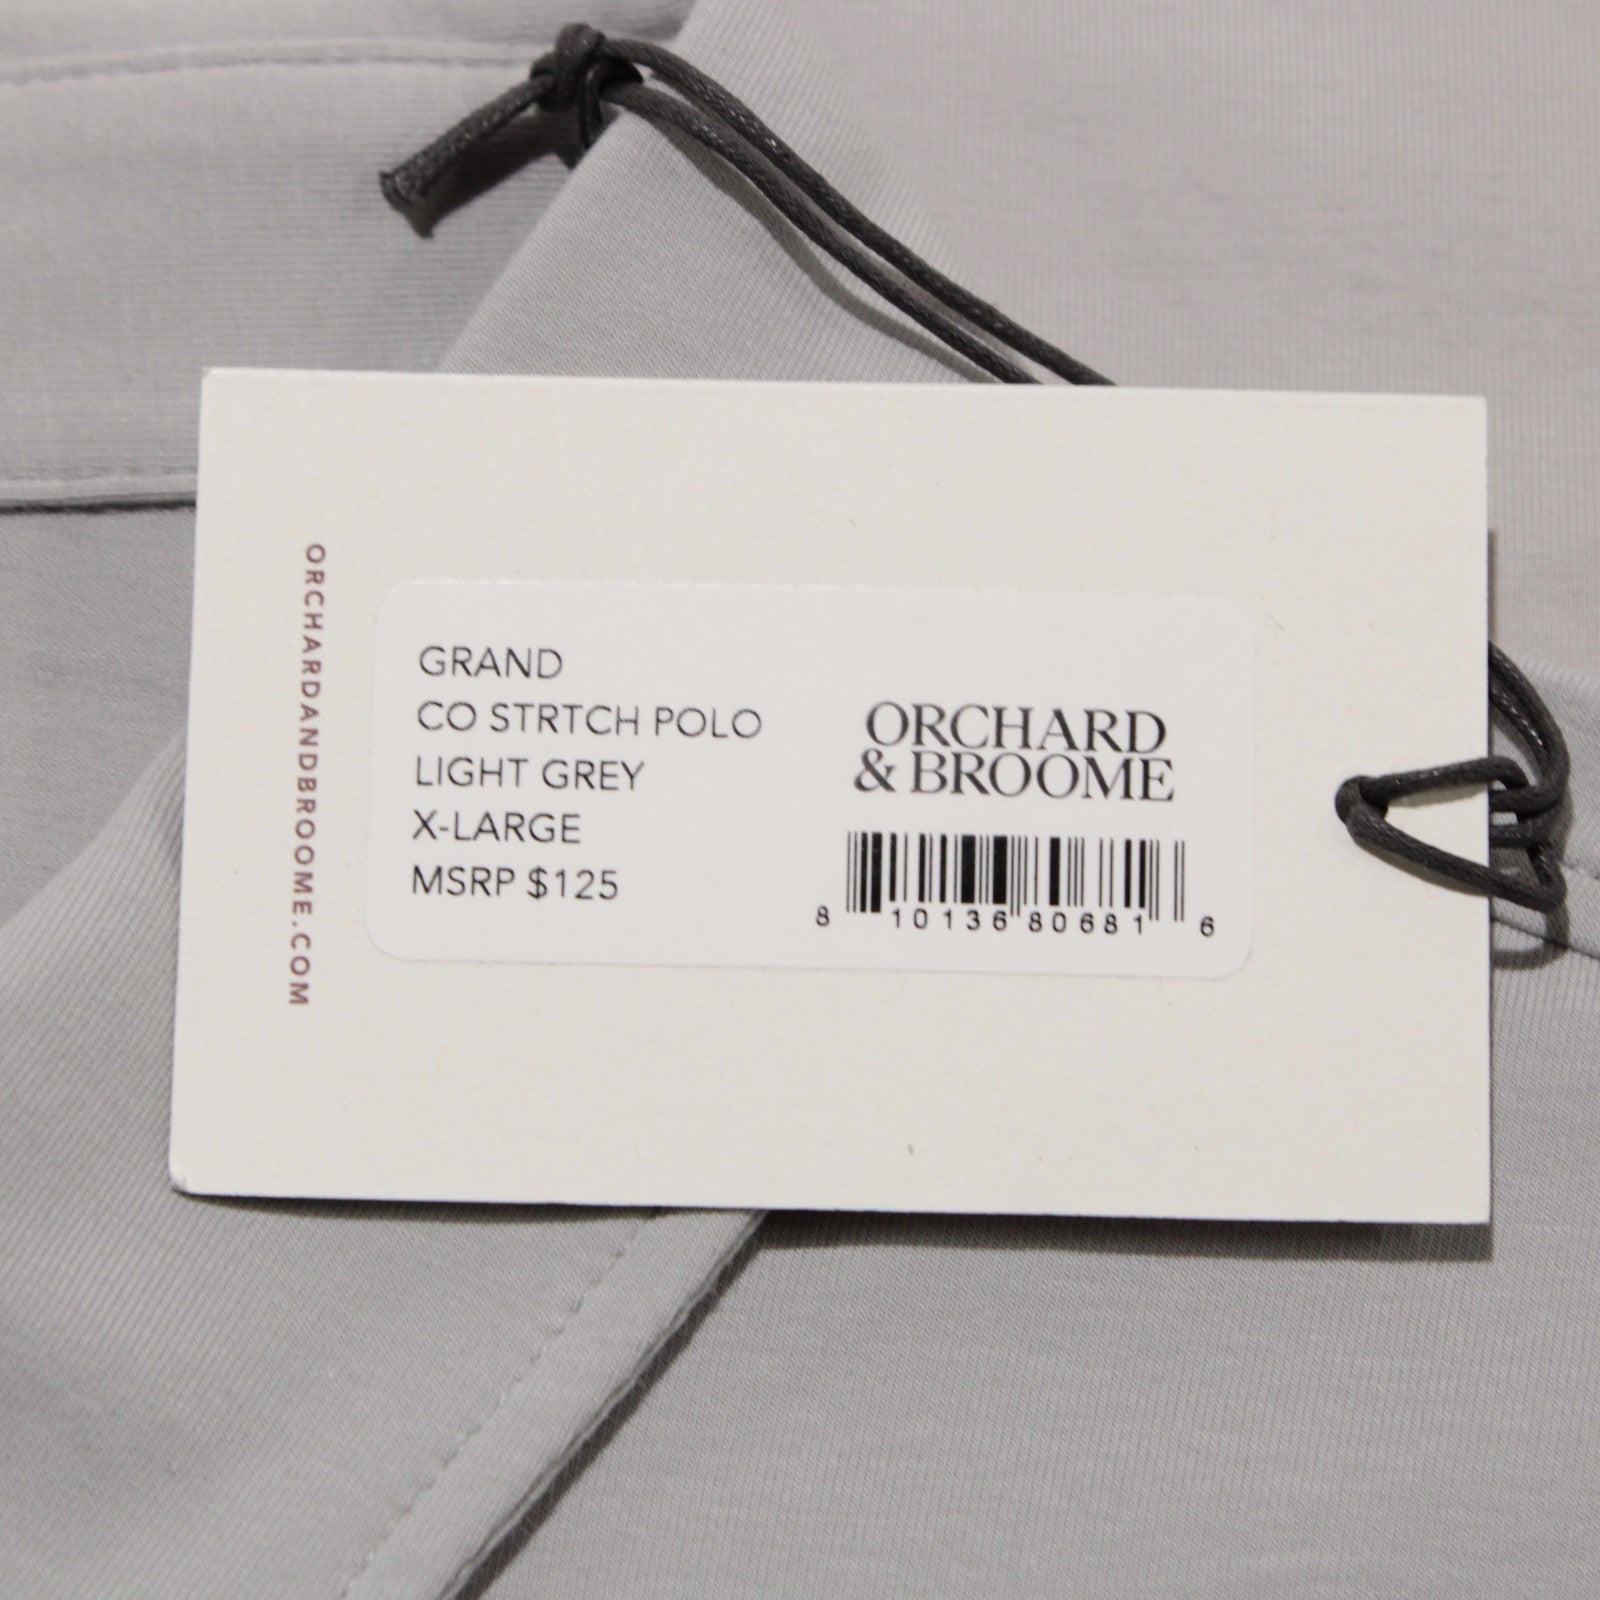 ORCHARDANDBROOME.COM
GRAND
CO STRTCH POLO
LIGHT GREY
X-LARGE
MSRP $125
ORCHARD
& BROOME
8 10136 80681 6